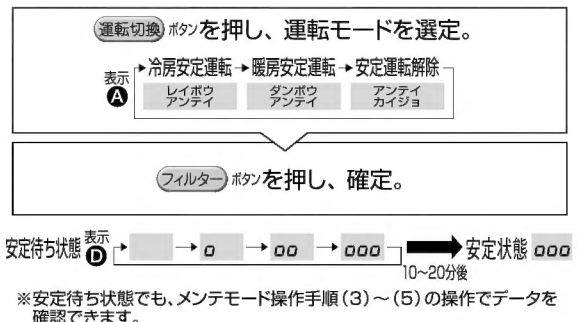 運転切換 ボタンを押し、運転モードを選定。
表示 A
冷房安定運転→暖房安定運転→安定運転解除
レイボウ アンテイ
ダンボウ アンテイ
アンテイ カイジョ
フィルター ボタンを押し、確定。
安定待ち状態 表示 D → → o → oo → ooo 安定状態 ooo
10~20分後
※安定待ち状態でも、メンテモード操作手順(3)~(5)の操作でデータを
確認できます。